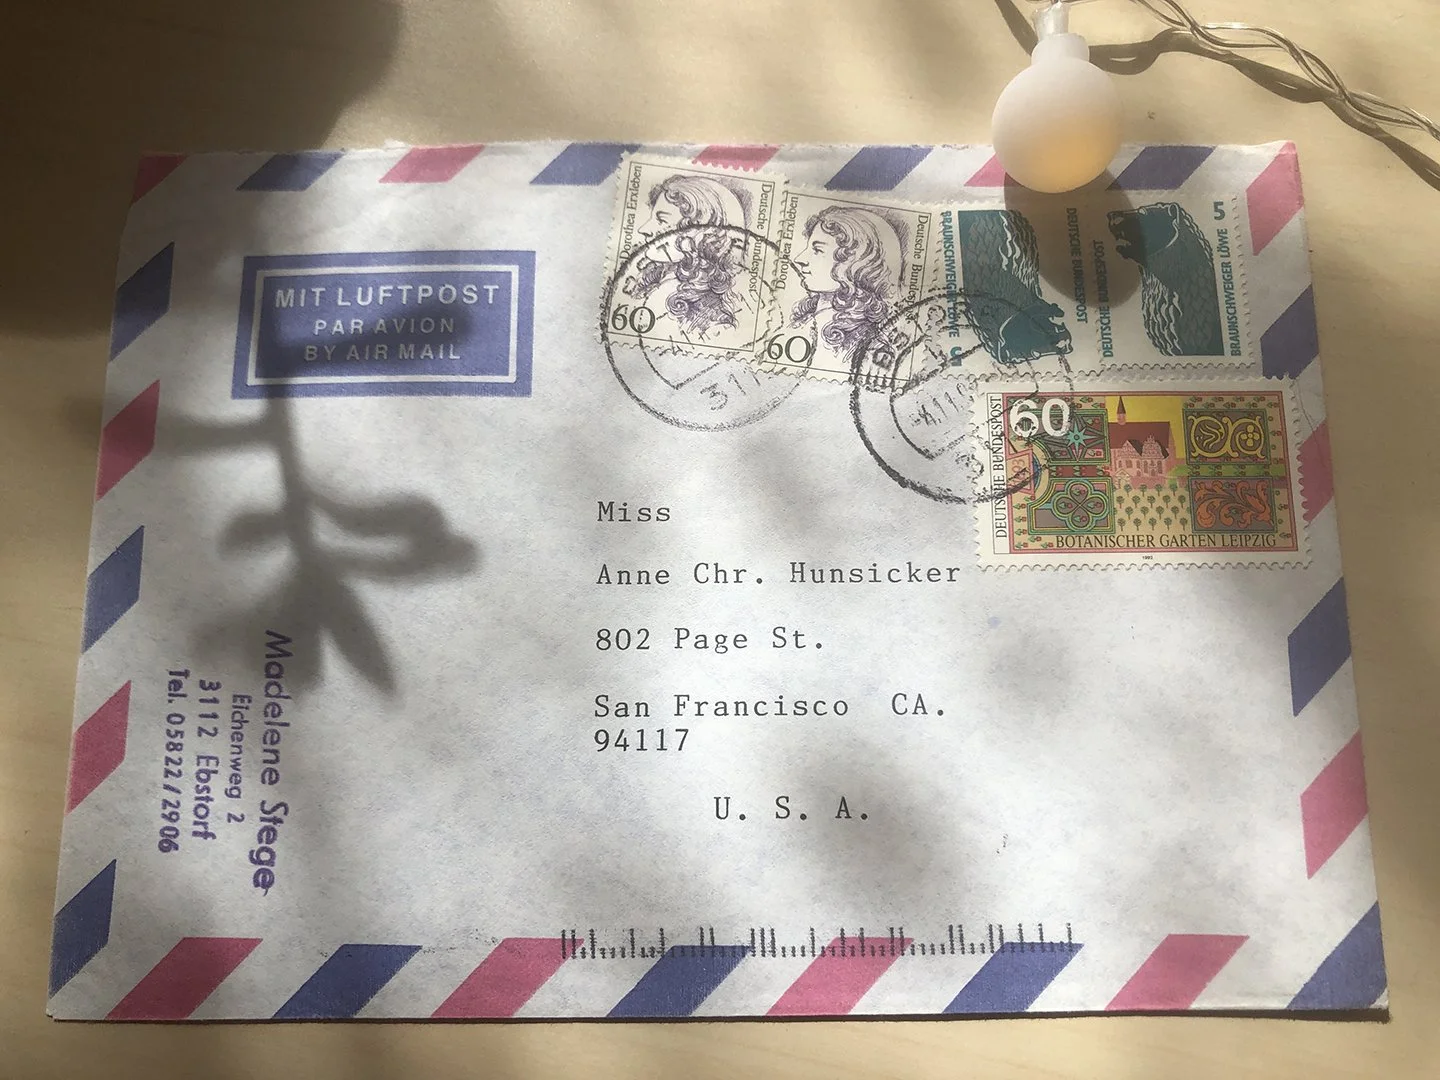 MIT LUFTPOST
PAR AVION
BY AIR MAIL
Dorothea Erxleben
Deutsche Bundespost
60
Dorothea Erxleben
Deutsche Bundespost
60
BRAUNSCHWEIGER LÖWE
DEUTSCHE BUNDESPOST
5
DEUTSCHE BUNDESPOST
BRAUNSCHWEIGER LÖWE
5
60
DEUTSCHE BUNDESPOST
BOTANISCHER GARTEN LEIPZIG
311
Miss
Anne Chr. Hunsicker
802 Page St.
San Francisco CA.
94117
U. S. A.
Madelene Stege
Eichenweg 2
3112 Ebstorf
Tel. 05822/2906